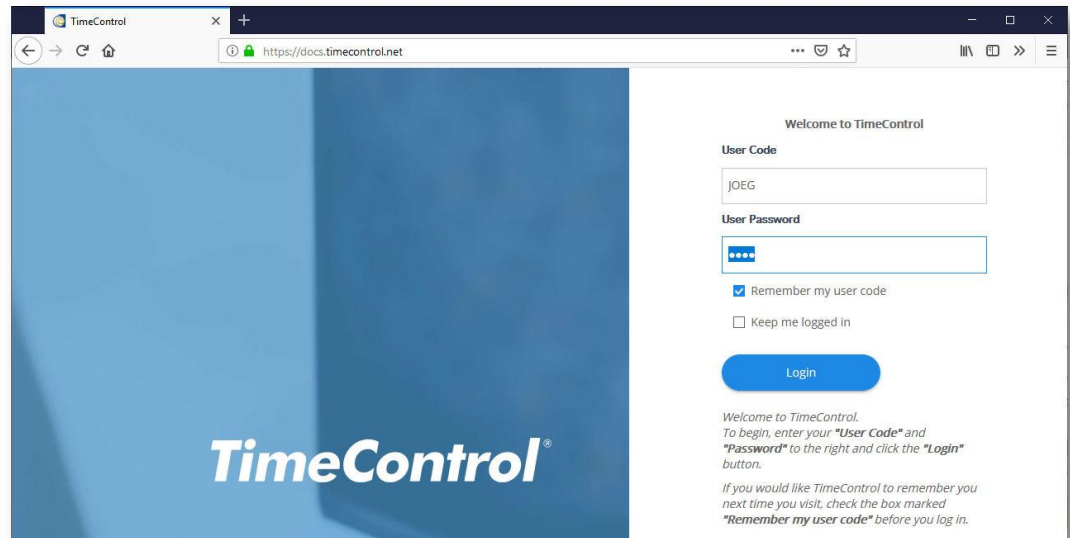 TimeControl
https://docs.timecontrol.net
Welcome to TimeControl
User Code
JOEG
User Password
Remember my user code
Keep me logged in
Login
Welcome to TimeControl.
To begin, enter your "User Code" and
"Password" to the right and click the "Login"
button.
If you would like TimeControl to remember you
next time you visit, check the box marked
"Remember my user code" before you log in.
TimeControl®